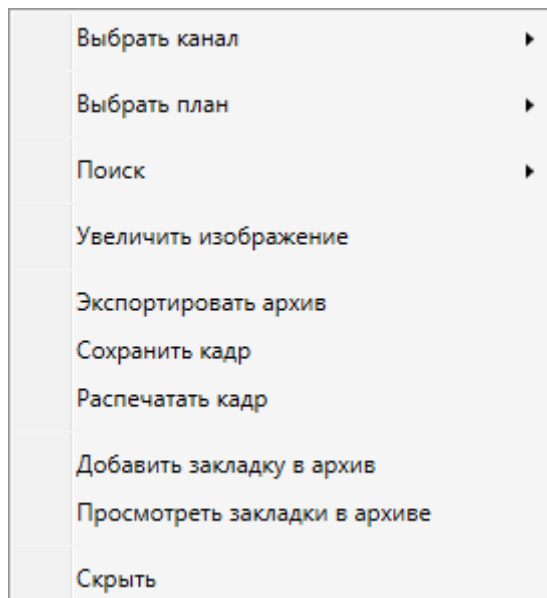 Выбрать канал
Выбрать план
Поиск
Увеличить изображение
Экспортировать архив
Сохранить кадр
Распечатать кадр
Добавить закладку в архив
Просмотреть закладки в архиве
Скрыть